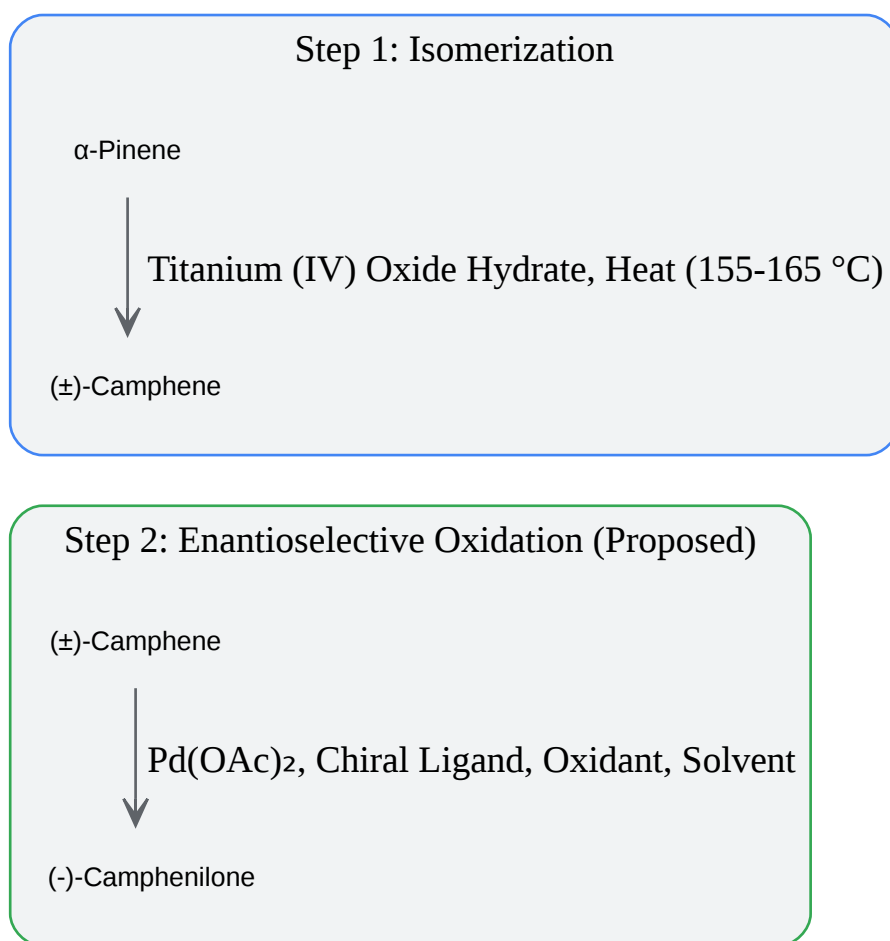 Step 1: Isomerization
α-Pinene
Titanium (IV) Oxide Hydrate, Heat (155-165 °C)
(±)-Camphene
Step 2: Enantioselective Oxidation (Proposed)
(±)-Camphene
Pd(OAc)₂, Chiral Ligand, Oxidant, Solvent
(-)-Camphenilone